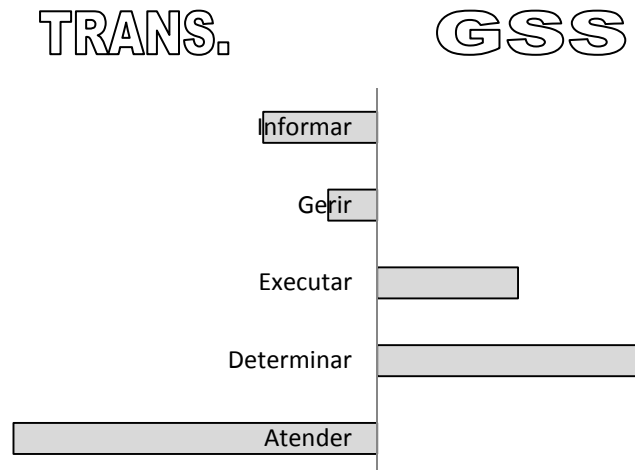 TRANS. GSS
Informar
Gerir
Executar
Determinar
Atender